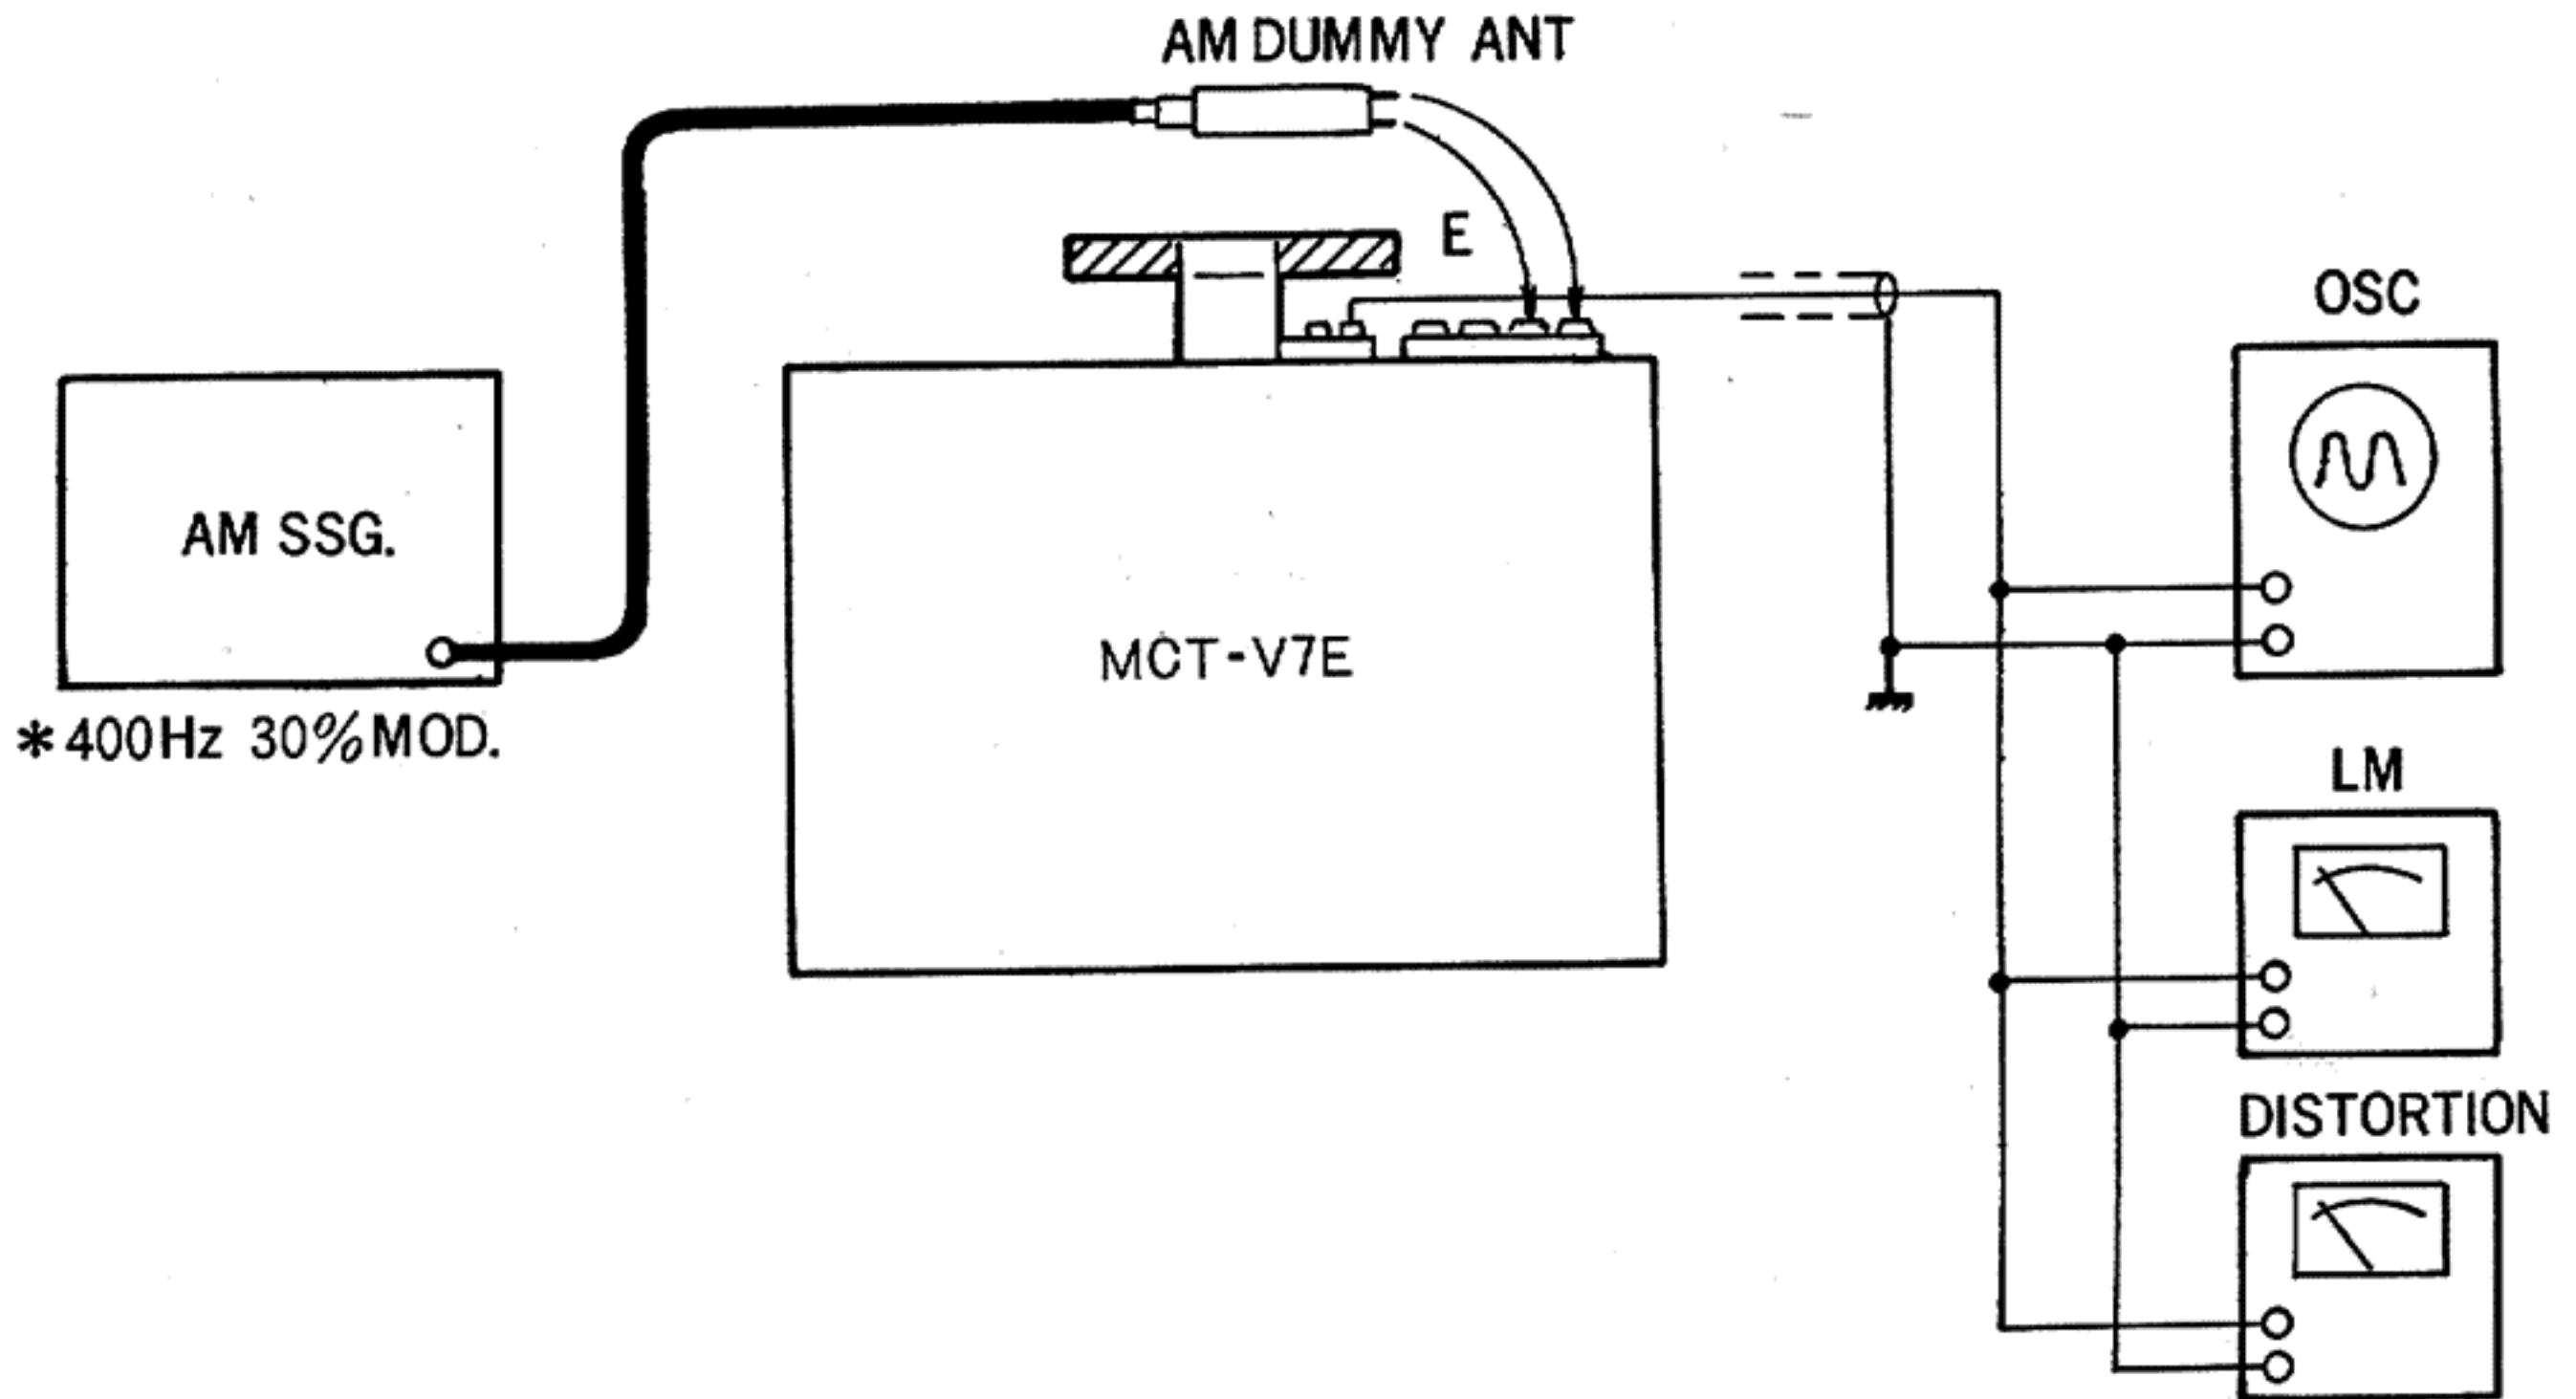 AM DUMMY ANT
E
OSC
AM SSG.
MCT-V7E
*400Hz 30%MOD.
LM
DISTORTION